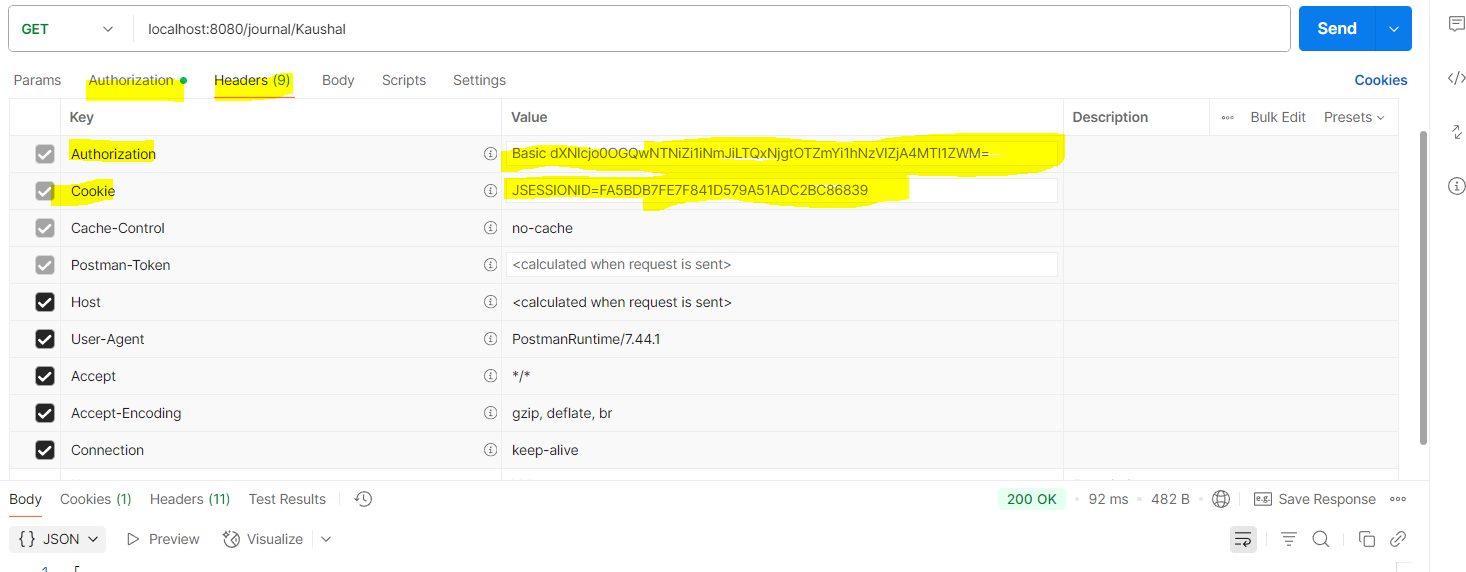 GET localhost:8080/journal/Kaushal Send
Params Authorization Headers (9) Body Scripts Settings Cookies
Key Value Description Bulk Edit Presets
Authorization Basic dXNlcjo0OGQwNTNiZi1iNmJiLTQxNjgtOTZmYi1hNzVlZjA4MTI1ZWM=
Cookie JSESSIONID=FA5BDB7FE7F841D579A51ADC2BC86839
Cache-Control no-cache
Postman-Token <calculated when request is sent>
Host <calculated when request is sent>
User-Agent PostmanRuntime/7.44.1
Accept */*
Accept-Encoding gzip, deflate, br
Connection keep-alive
Body Cookies (1) Headers (11) Test Results 200 OK • 92 ms • 482 B • e.g. Save Response
{} JSON Preview Visualize
1 [